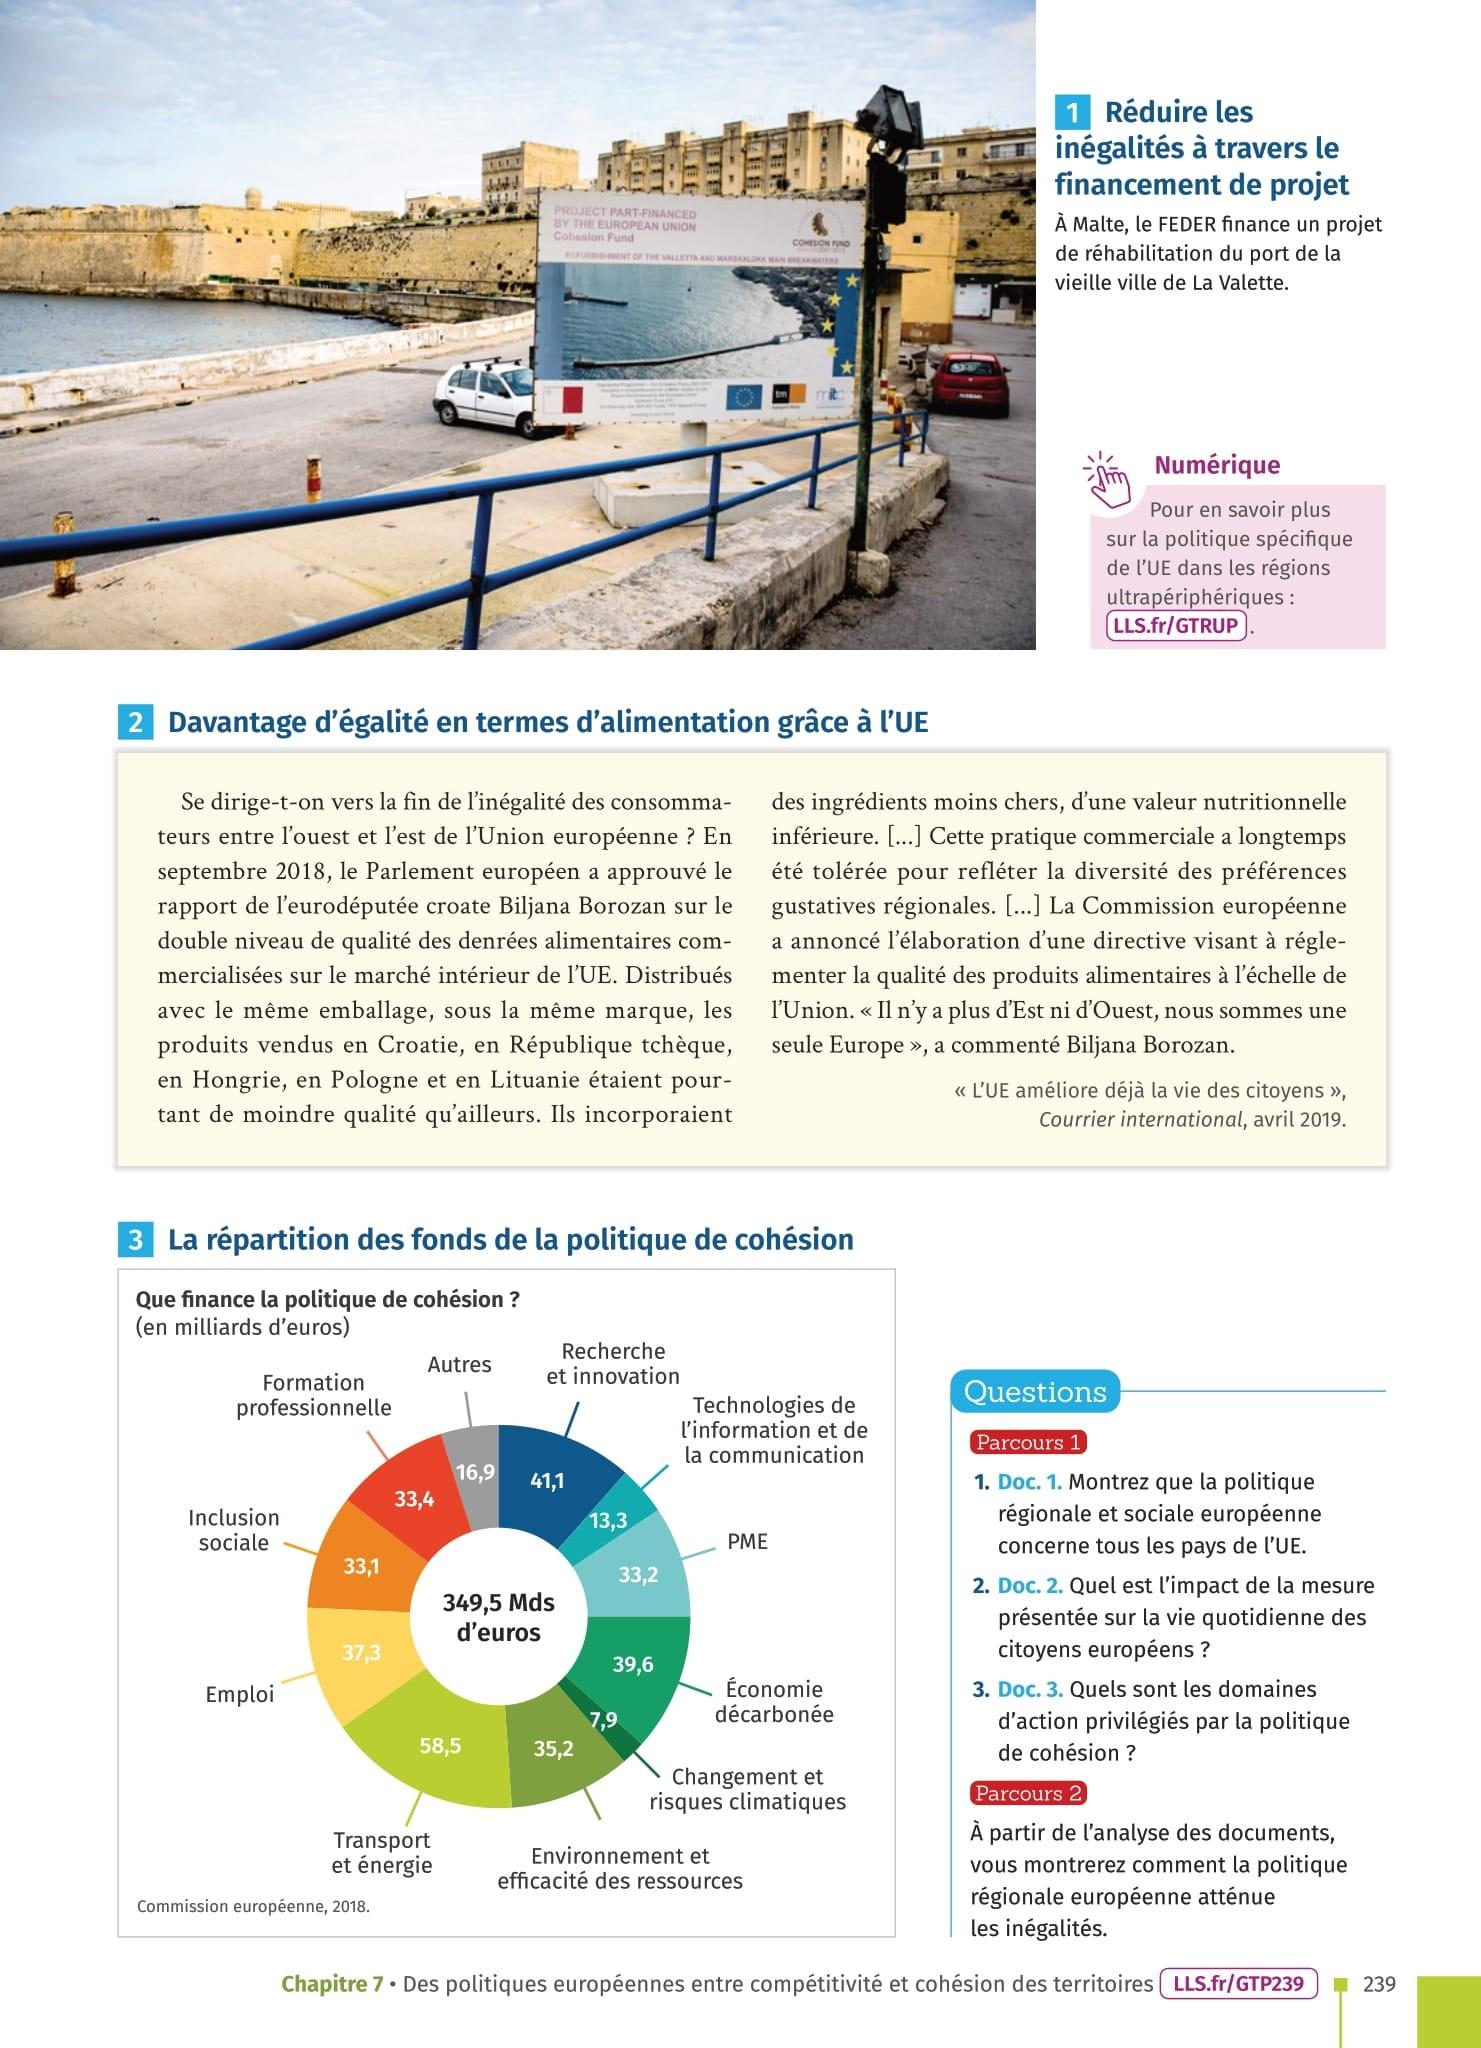 PROJECT PART-FINANCED
BY THE EUROPEAN UNION
Cohesion Fund
COHESION FUND
REFURBISHMENT OF THE VALLETTA AND MARSAXLOKK MAIN BREAKWATERS
tm
mitc
1 Réduire les
inégalités à travers le
financement de projet
À Malte, le FEDER finance un projet
de réhabilitation du port de la
vieille ville de La Valette.
Numérique
Pour en savoir plus
sur la politique spécifique
de l’UE dans les régions
ultrapériphériques :
LLS.fr/GTRUP .
2 Davantage d’égalité en termes d’alimentation grâce à l’UE
Se dirige-t-on vers la fin de l’inégalité des consomma-
teurs entre l’ouest et l’est de l’Union européenne ? En
septembre 2018, le Parlement européen a approuvé le
rapport de l’eurodéputée croate Biljana Borozan sur le
double niveau de qualité des denrées alimentaires com-
mercialisées sur le marché intérieur de l’UE. Distribués
avec le même emballage, sous la même marque, les
produits vendus en Croatie, en République tchèque,
en Hongrie, en Pologne et en Lituanie étaient pour-
tant de moindre qualité qu’ailleurs. Ils incorporaient
des ingrédients moins chers, d’une valeur nutritionnelle
inférieure. [...] Cette pratique commerciale a longtemps
été tolérée pour refléter la diversité des préférences
gustatives régionales. [...] La Commission européenne
a annoncé l’élaboration d’une directive visant à régle-
menter la qualité des produits alimentaires à l’échelle de
l’Union. « Il n’y a plus d’Est ni d’Ouest, nous sommes une
seule Europe », a commenté Biljana Borozan.
« L’UE améliore déjà la vie des citoyens »,
Courrier international, avril 2019.
3 La répartition des fonds de la politique de cohésion
Que finance la politique de cohésion ?
(en milliards d’euros)
Autres
16,9
Recherche
et innovation
41,1
Technologies de
l’information et de
la communication
13,3
PME
33,2
Économie
décarbonée
39,6
Changement et
risques climatiques
7,9
Environnement et
efficacité des ressources
35,2
Transport
et énergie
58,5
Emploi
37,3
Inclusion
sociale
33,1
Formation
professionnelle
33,4
349,5 Mds
d’euros
Commission européenne, 2018.
Questions
Parcours 1
1. Doc. 1. Montrez que la politique
régionale et sociale européenne
concerne tous les pays de l’UE.
2. Doc. 2. Quel est l’impact de la mesure
présentée sur la vie quotidienne des
citoyens européens ?
3. Doc. 3. Quels sont les domaines
d’action privilégiés par la politique
de cohésion ?
Parcours 2
À partir de l’analyse des documents,
vous montrerez comment la politique
régionale européenne atténue
les inégalités.
Chapitre 7 • Des politiques européennes entre compétitivité et cohésion des territoires LLS.fr/GTP239 239